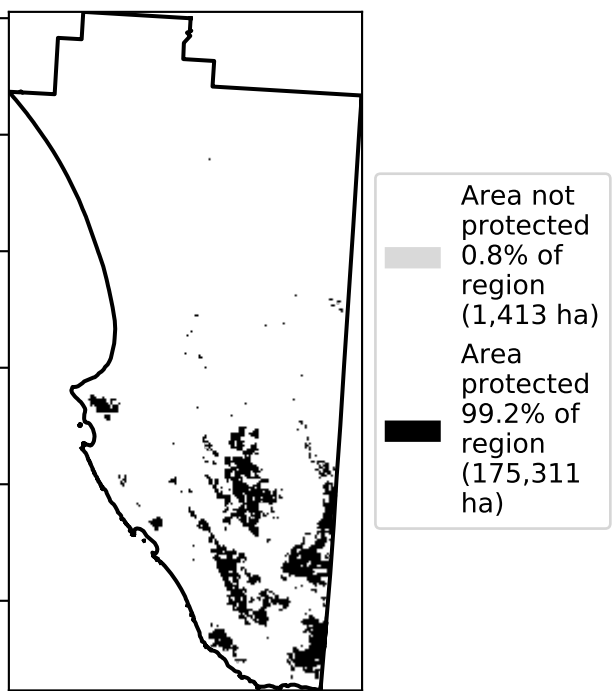 Area not
protected
0.8% of
region
(1,413 ha)
Area
protected
99.2% of
region
(175,311
ha)